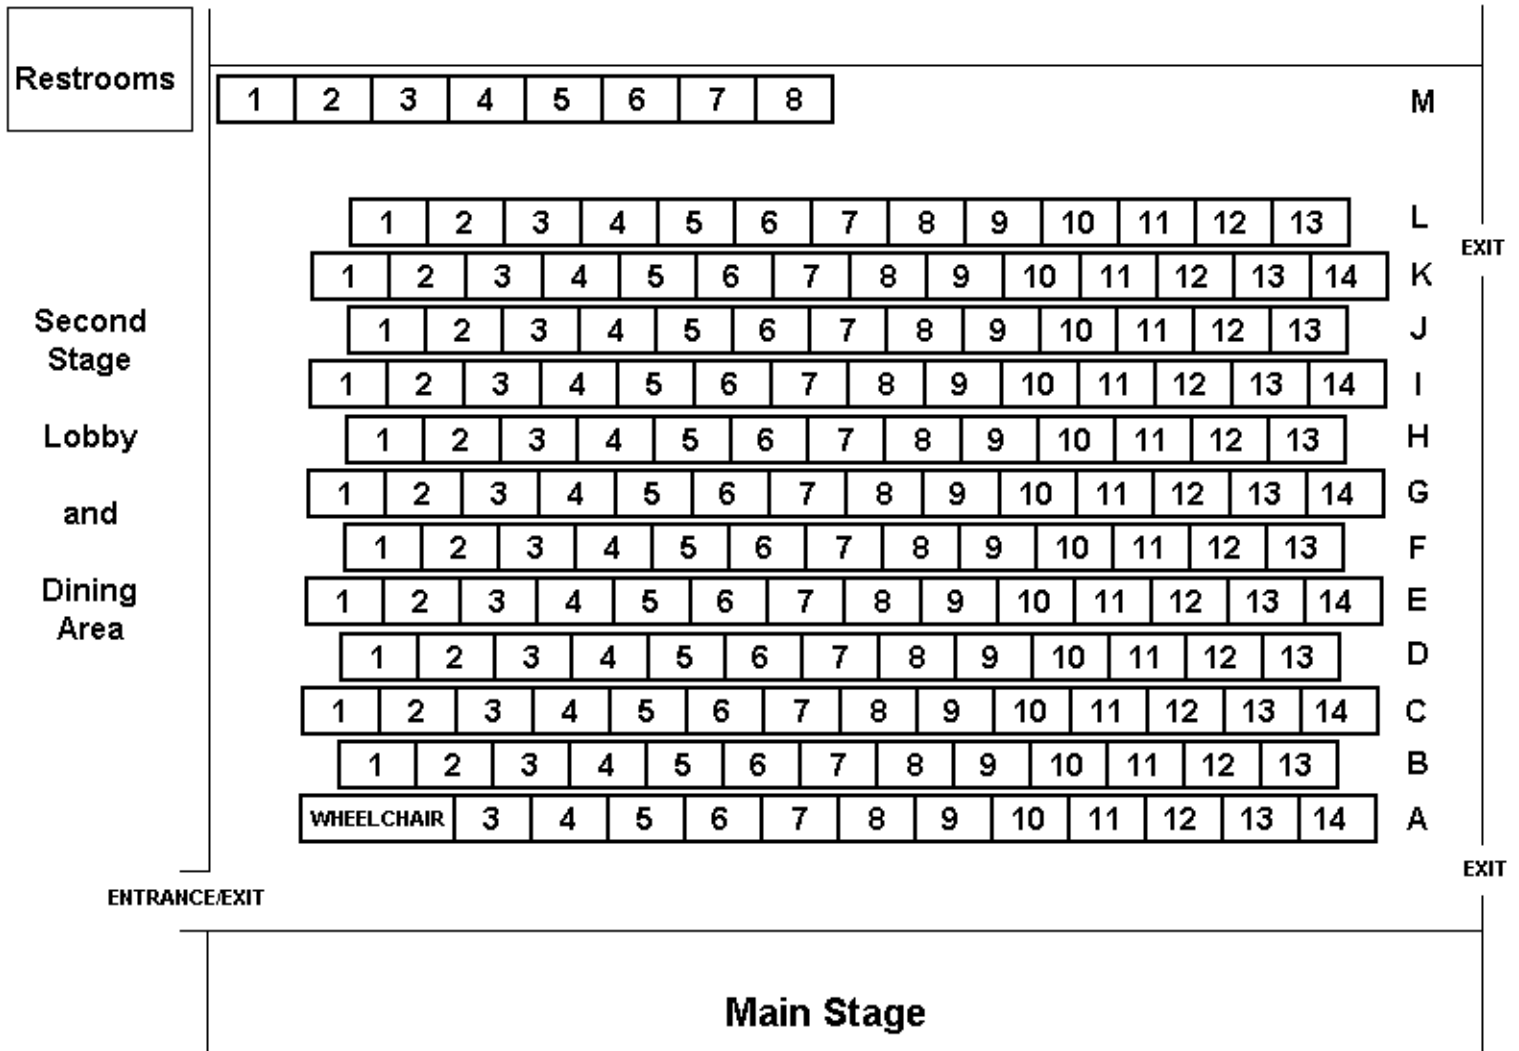 Restrooms
1 2 3 4 5 6 7 8 M
1 2 3 4 5 6 7 8 9 10 11 12 13 L
EXIT
1 2 3 4 5 6 7 8 9 10 11 12 13 14 K
1 2 3 4 5 6 7 8 9 10 11 12 13 J
1 2 3 4 5 6 7 8 9 10 11 12 13 14 I
1 2 3 4 5 6 7 8 9 10 11 12 13 H
1 2 3 4 5 6 7 8 9 10 11 12 13 14 G
1 2 3 4 5 6 7 8 9 10 11 12 13 F
1 2 3 4 5 6 7 8 9 10 11 12 13 14 E
1 2 3 4 5 6 7 8 9 10 11 12 13 D
1 2 3 4 5 6 7 8 9 10 11 12 13 14 C
1 2 3 4 5 6 7 8 9 10 11 12 13 B
WHEELCHAIR 3 4 5 6 7 8 9 10 11 12 13 14 A
Second
Stage
Lobby
and
Dining
Area
EXIT
ENTRANCE/EXIT
Main Stage